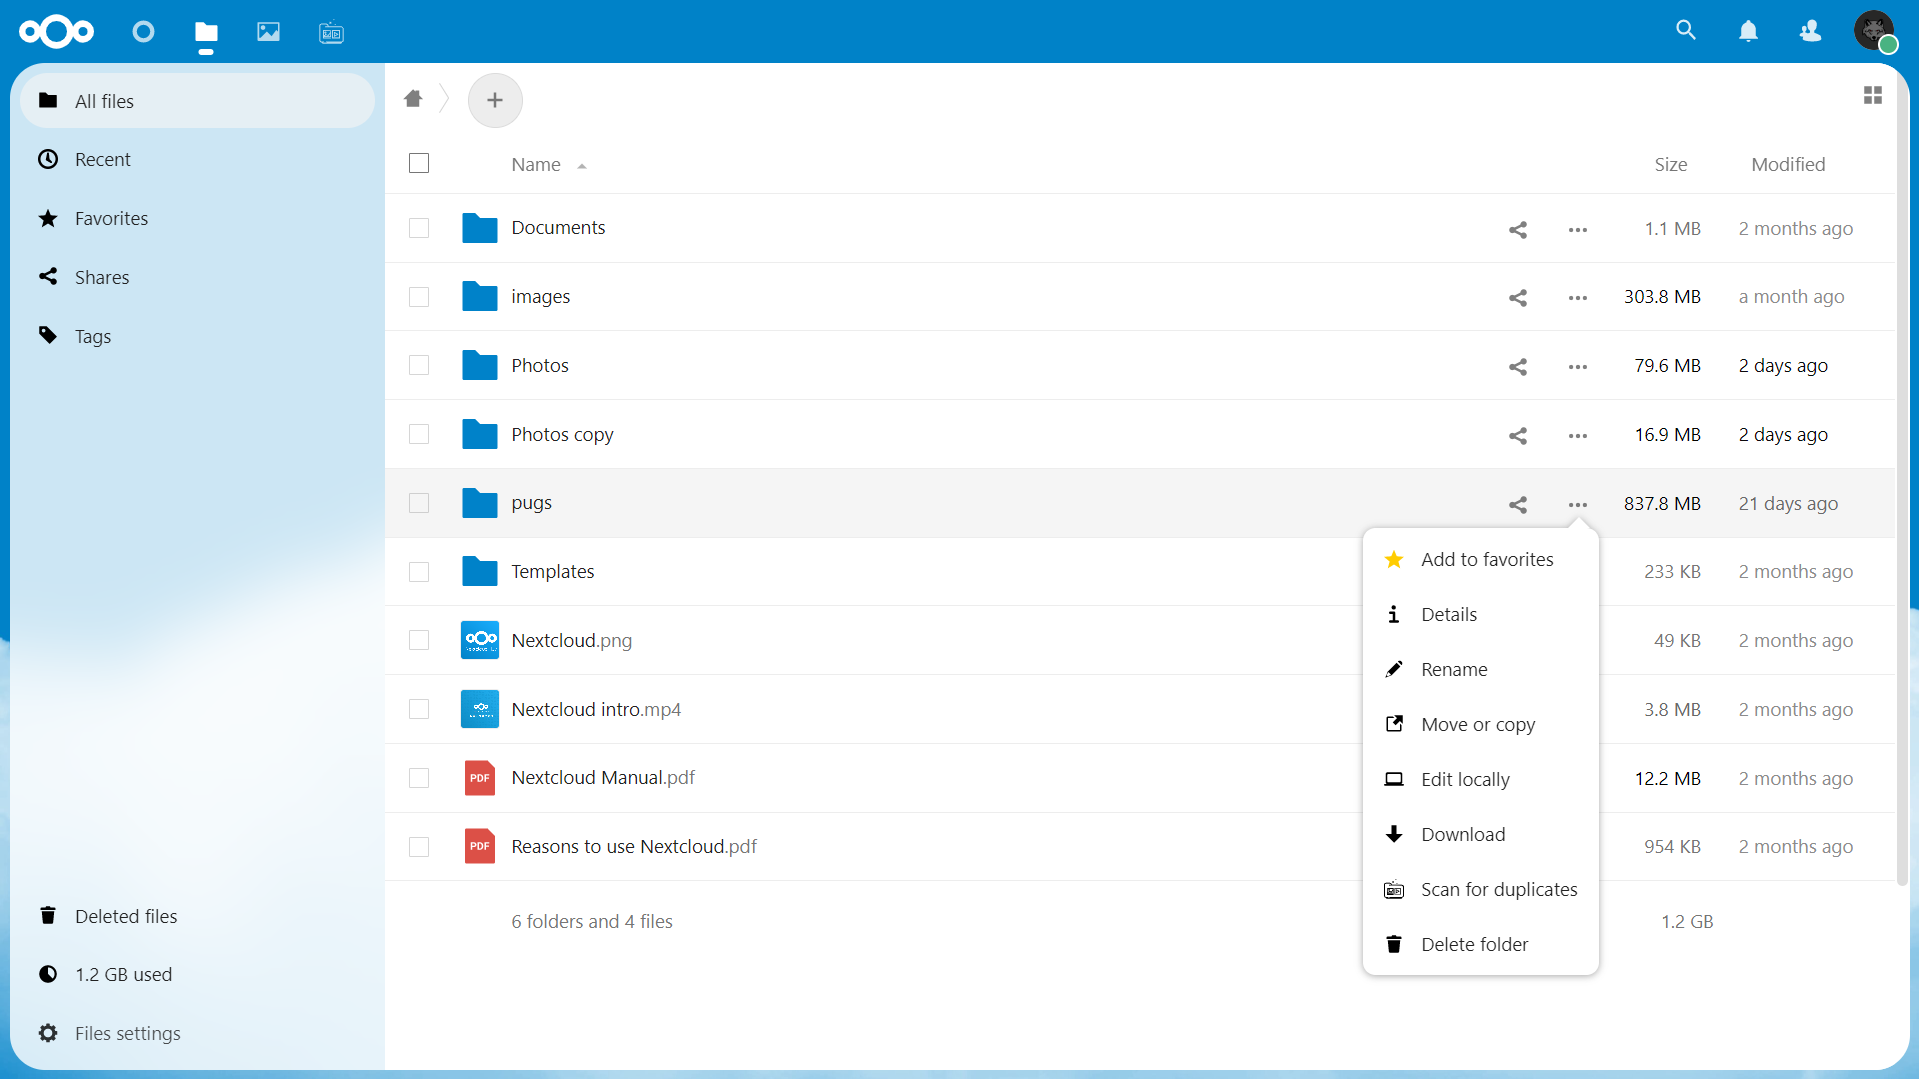 All files
Recent
Favorites
Shares
Tags
Deleted files
1.2 GB used
Files settings
Name Size Modified
Documents 1.1 MB 2 months ago
images 303.8 MB a month ago
Photos 79.6 MB 2 days ago
Photos copy 16.9 MB 2 days ago
pugs 837.8 MB 21 days ago
Templates 233 KB 2 months ago
Nextcloud.png 49 KB 2 months ago
Nextcloud intro.mp4 3.8 MB 2 months ago
PDF Nextcloud Manual.pdf 12.2 MB 2 months ago
PDF Reasons to use Nextcloud.pdf 954 KB 2 months ago
6 folders and 4 files 1.2 GB
Add to favorites
Details
Rename
Move or copy
Edit locally
Download
Scan for duplicates
Delete folder